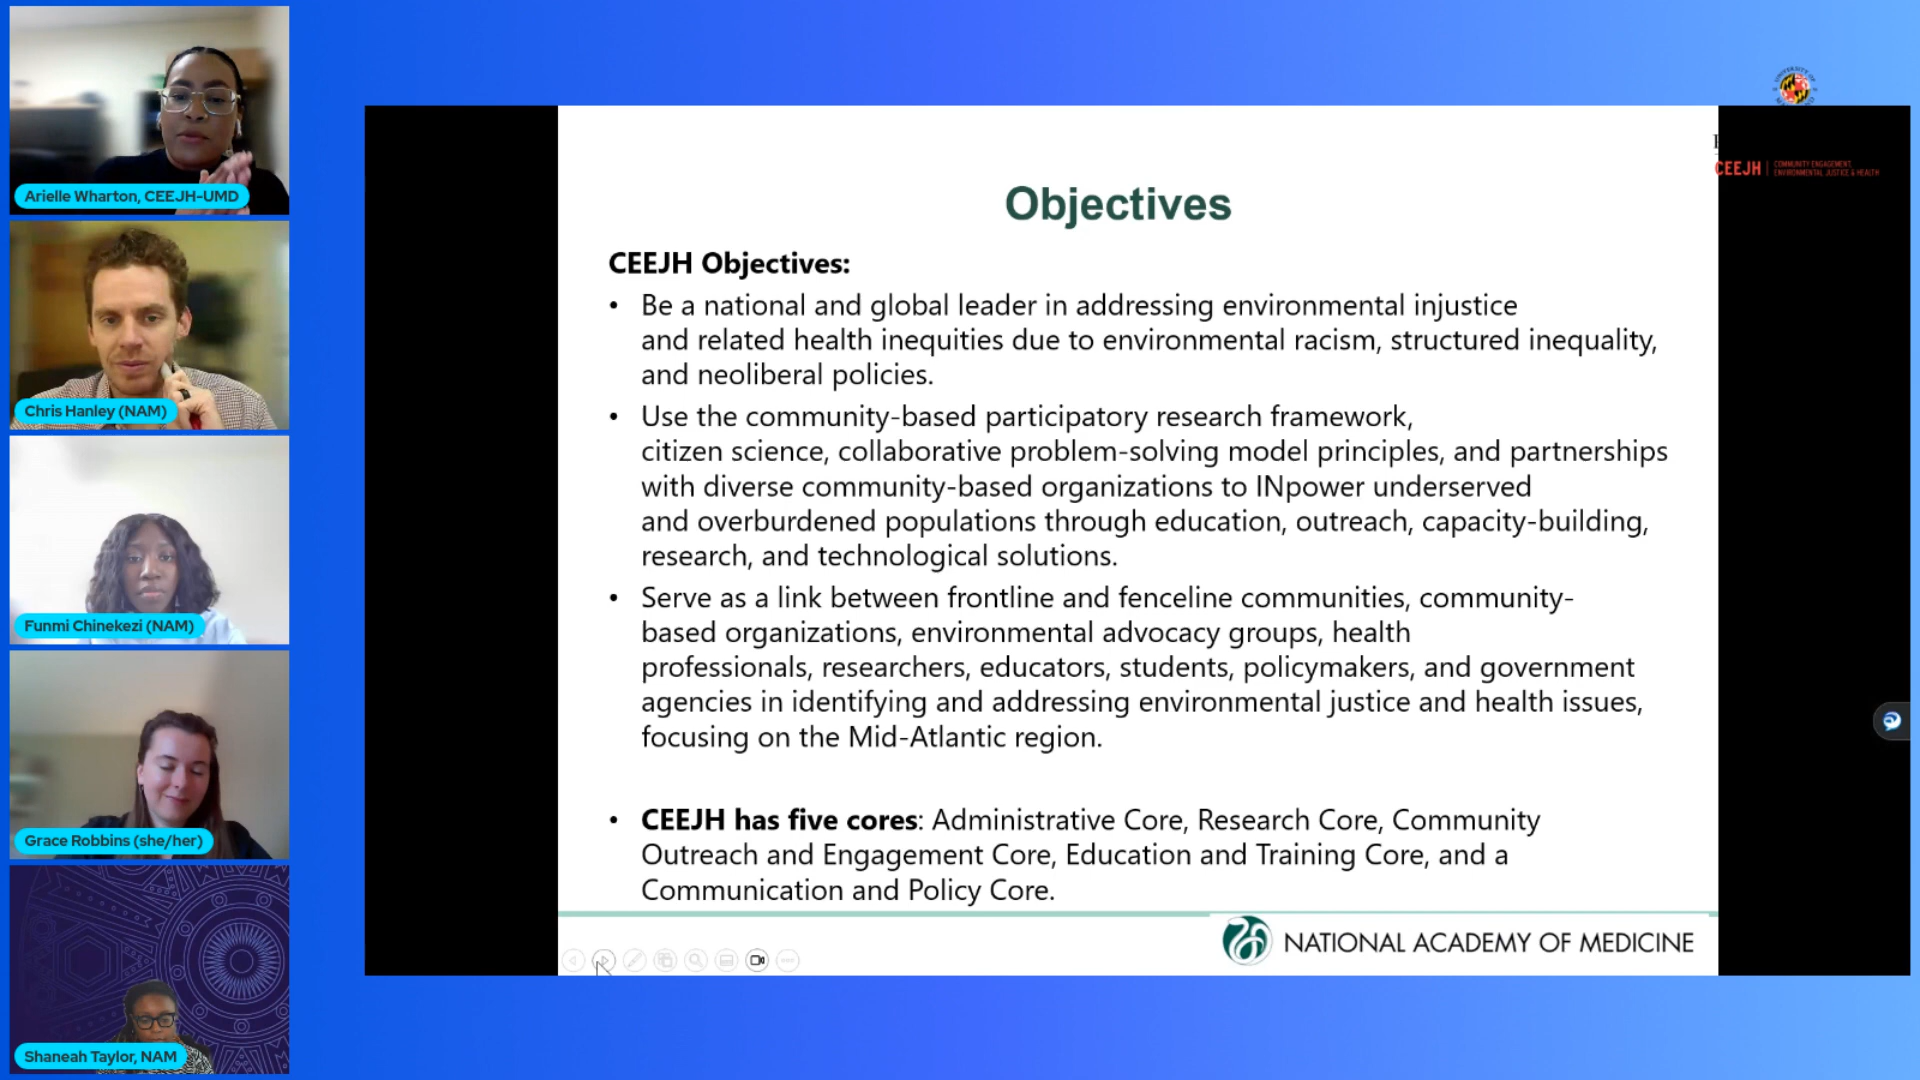 Arielle Wharton, CEEJH-UMD
Chris Hanley (NAM)
Funmi Chinekezi (NAM)
Grace Robbins (she/her)
Shaneah Taylor, NAM
UNIVERSITY OF
CEEJH | COMMUNITY ENGAGEMENT,
ENVIRONMENTAL JUSTICE & HEALTH
Objectives
CEEJH Objectives:
• Be a national and global leader in addressing environmental injustice
and related health inequities due to environmental racism, structured inequality,
and neoliberal policies.
• Use the community-based participatory research framework,
citizen science, collaborative problem-solving model principles, and partnerships
with diverse community-based organizations to INpower underserved
and overburdened populations through education, outreach, capacity-building,
research, and technological solutions.
• Serve as a link between frontline and fenceline communities, community-
based organizations, environmental advocacy groups, health
professionals, researchers, educators, students, policymakers, and government
agencies in identifying and addressing environmental justice and health issues,
focusing on the Mid-Atlantic region.
• CEEJH has five cores: Administrative Core, Research Core, Community
Outreach and Engagement Core, Education and Training Core, and a
Communication and Policy Core.
NATIONAL ACADEMY OF MEDICINE